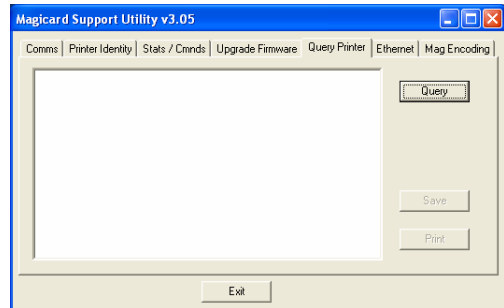 Magicard Support Utility v3.05
Comms Printer Identity Stats / Cmnds Upgrade Firmware Query Printer Ethernet Mag Encoding
Query
Save
Print
Exit